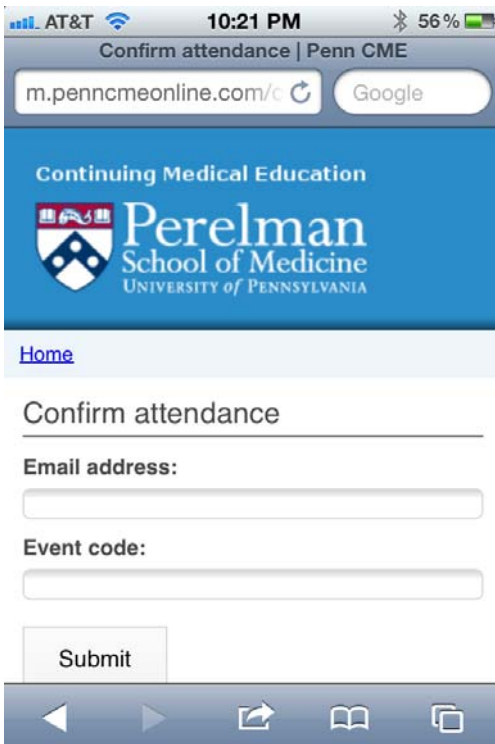 AT&T 10:21 PM 56%
Confirm attendance | Penn CME
m.penncmeonline.com/c Google
Continuing Medical Education
Perelman
School of Medicine
UNIVERSITY of PENNSYLVANIA
Home
Confirm attendance
Email address:
Event code:
Submit